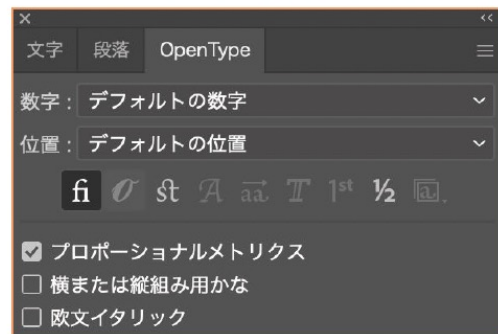 文字 段落 OpenType
数字 : デフォルトの数字
位置 : デフォルトの位置
fi O st A aa T 1st ½ a
プロポーショナルメトリクス
横または縦組み用かな
欧文イタリック